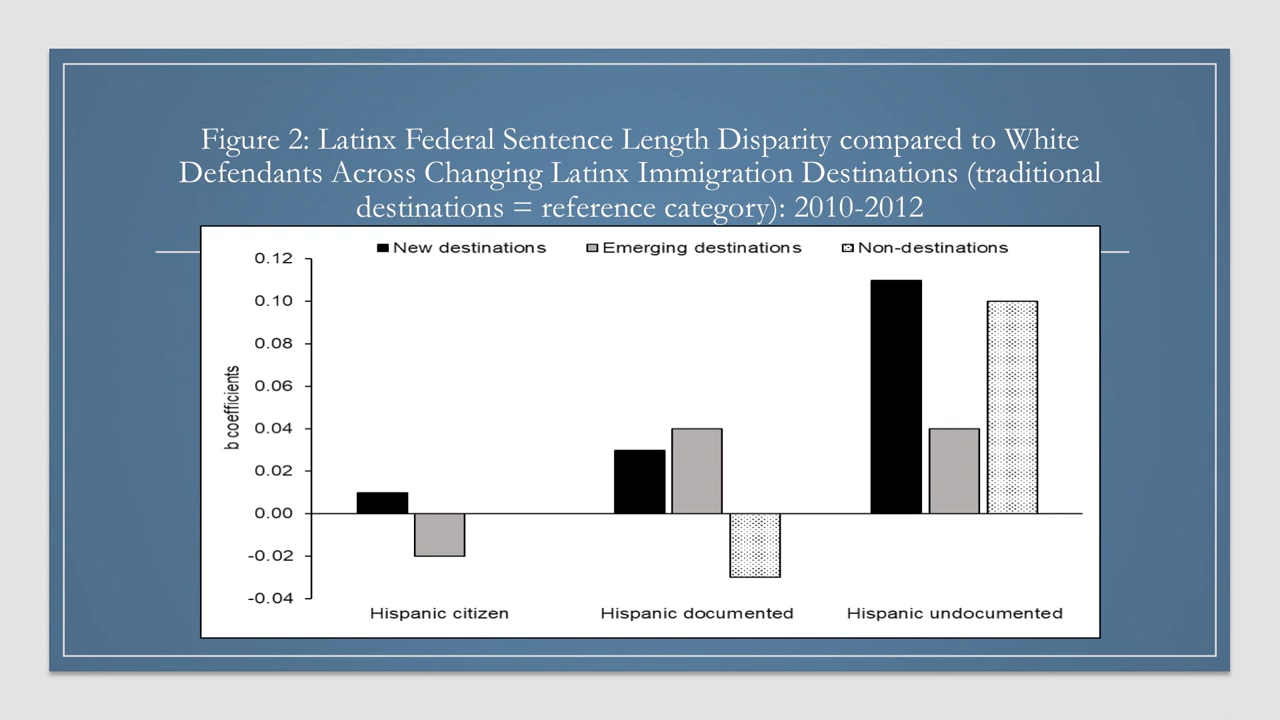 Figure 2: Latinx Federal Sentence Length Disparity compared to White
Defendants Across Changing Latinx Immigration Destinations (traditional
destinations = reference category): 2010-2012
New destinations Emerging destinations Non-destinations
0.12
0.10
0.08
0.06
0.04
0.02
0.00
-0.02
-0.04
b coefficients
Hispanic citizen Hispanic documented Hispanic undocumented